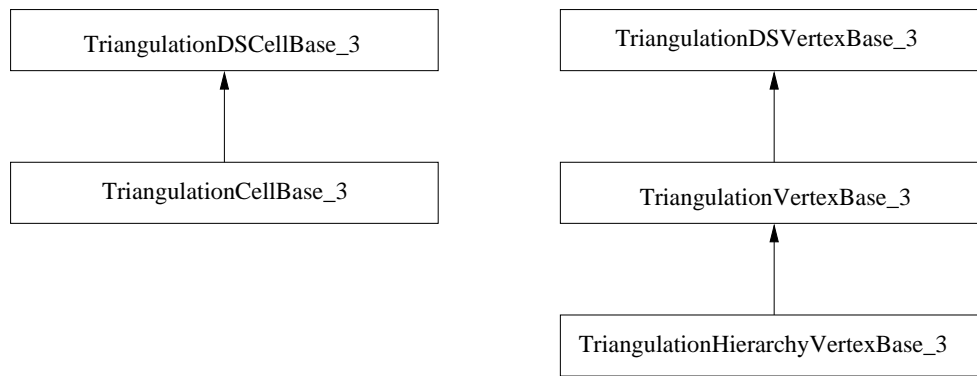 TriangulationDSCellBase_3
TriangulationDSVertexBase_3
TriangulationCellBase_3
TriangulationVertexBase_3
TriangulationHierarchyVertexBase_3